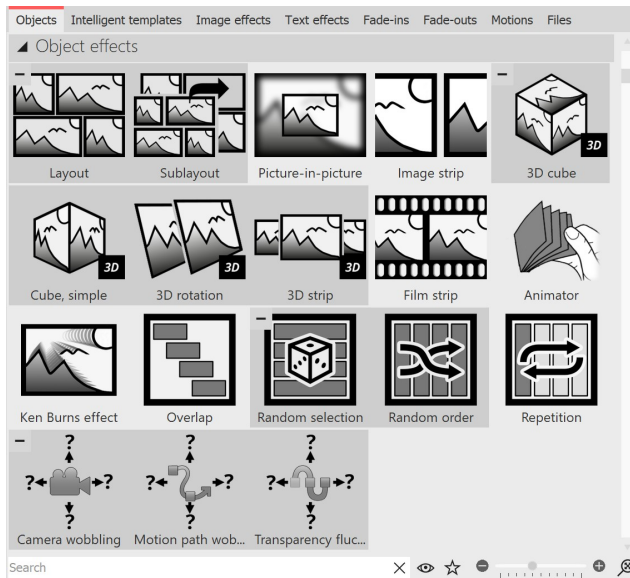 Objects Intelligent templates Image effects Text effects Fade-ins Fade-outs Motions Files
Object effects
Layout Sublayout Picture-in-picture Image strip 3D cube
3D
Cube, simple 3D rotation 3D strip Film strip Animator
3D 3D 3D
Ken Burns effect Overlap Random selection Random order Repetition
? ? ?
? ? ? ? ? ?
? ? ?
Camera wobbling Motion path wob... Transparency fluc...
Search